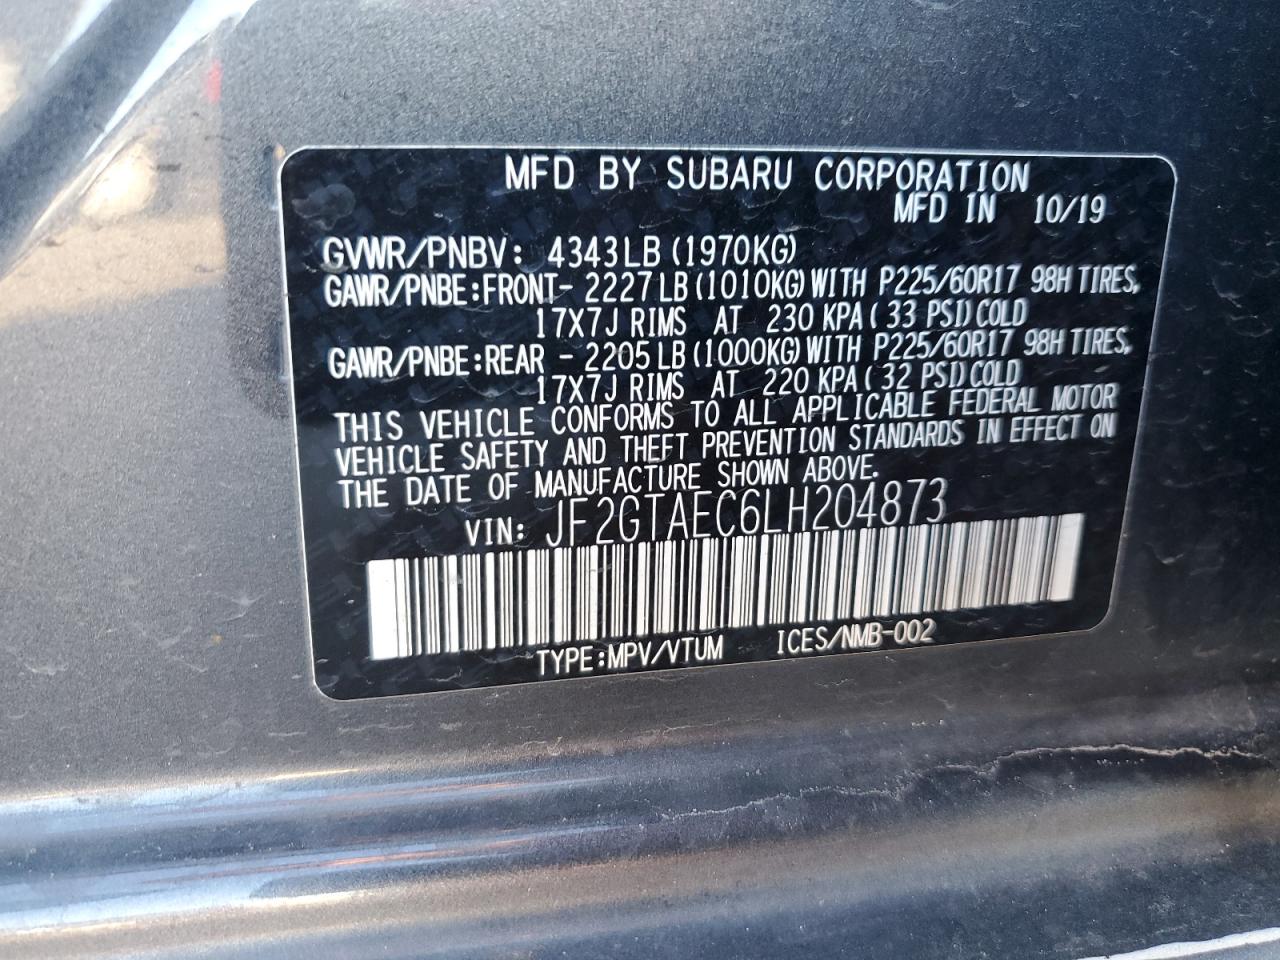 MFD BY SUBARU CORPORATION
MFD IN 10/19
GVWR/PNBV: 4343LB (1970KG)
GAWR/PNBE:FRONT- 2227LB (1010KG) WITH P225/60R17 98H TIRES,
17X7J RIMS AT 230 KPA ( 33 PSI) COLD
GAWR/PNBE:REAR - 2205LB (1000KG) WITH P225/60R17 98H TIRES,
17X7J RIMS AT 220 KPA ( 32 PSI) COLD
THIS VEHICLE CONFORMS TO ALL APPLICABLE FEDERAL MOTOR
VEHICLE SAFETY AND THEFT PREVENTION STANDARDS IN EFFECT ON
THE DATE OF MANUFACTURE SHOWN ABOVE.
VIN: JF2GTAEC6LH204873
TYPE:MPV/VTUM ICES/NMB-002